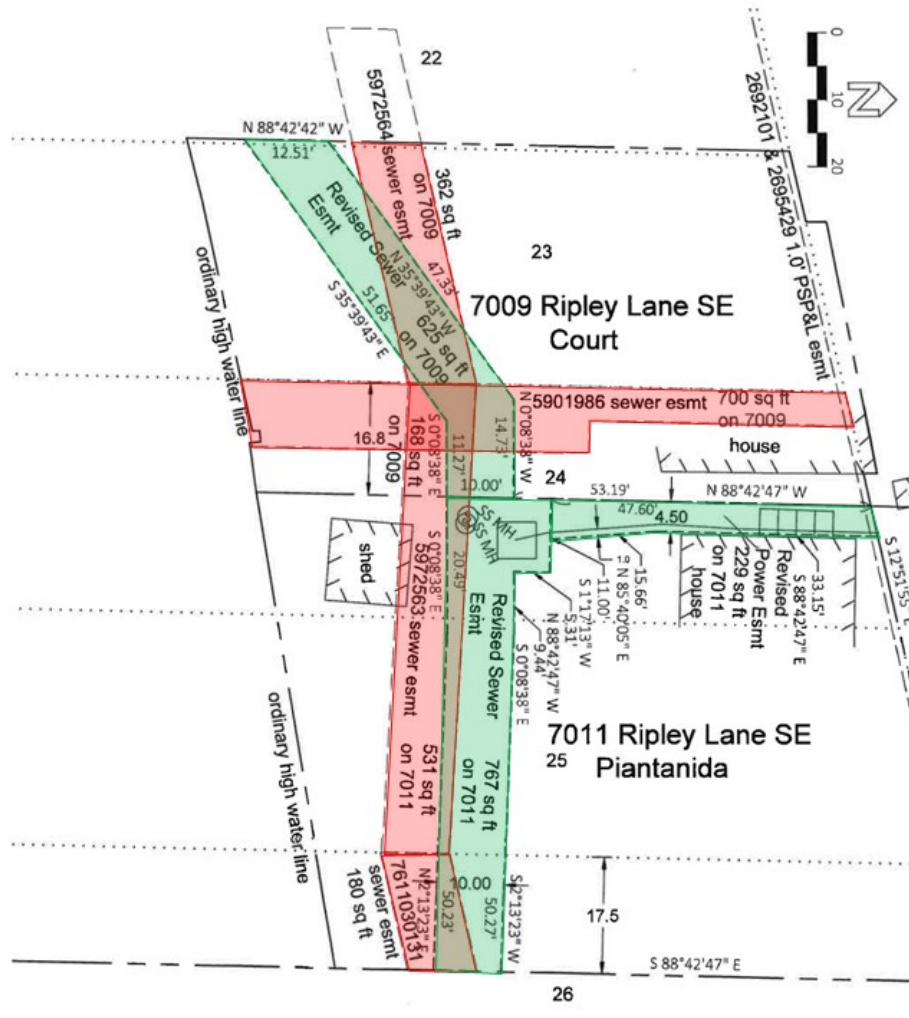 22
0
10
20
N
2692101 & 2695429 1.0' PSP&L esmt
N 88°42'42" W
12.51'
5972564 sewer esmt
on 7009
362 sq ft
47.33'
Revised Sewer
Esmt
N 35°39'43" W
51.65'
S 35°39'43" E
625 sq ft
on 7009
23
7009 Ripley Lane SE
Court
ordinary high water line
5901986 sewer esmt
700 sq ft
on 7009
house
16.8
168 sq ft
on 7009
S 0°08'38" E
11.27'
14.73'
N 0°08'38" W
10.00'
24
53.19'
N 88°42'47" W
47.60'
4.50
SS MH
SS MH
shed
S 0°08'38" E
20.49'
5972563 sewer esmt
Revised Sewer
Esmt
S 0°08'38" E
9.44'
N 88°42'47" W
5.31'
S 1°17'13" W
11.00'
N 85°40'05" E
15.66'
house
Revised
Power Esmt
229 sq ft
on 7011
S 88°42'47" E
33.15'
S 12°51'55" E
7011 Ripley Lane SE
Piantanida
25
531 sq ft
on 7011
767 sq ft
on 7011
ordinary high water line
7611030131
sewer esmt
180 sq ft
N 2°13'23" E
50.23'
10.00
50.27'
S 2°13'23" W
17.5
S 88°42'47" E
26